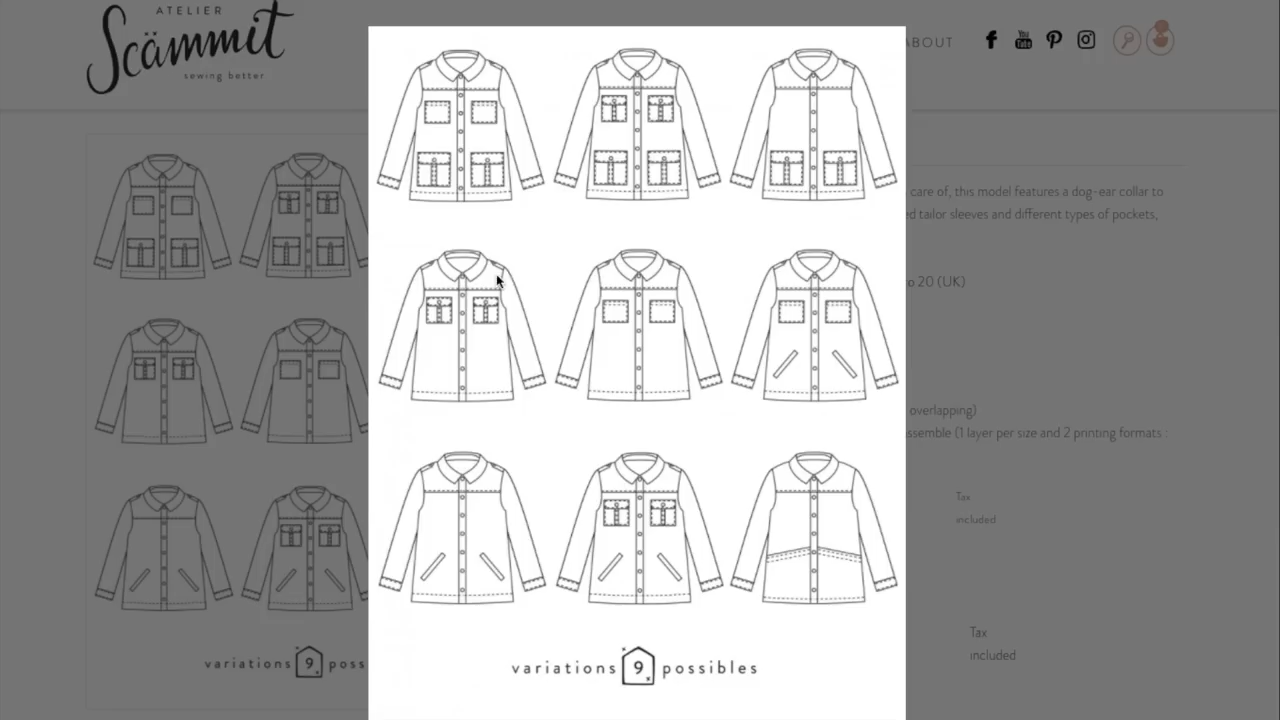 ATELIER
Scämmit
sewing better
ABOUT
You
Tube
care of, this model features a dog-ear collar to
ed tailor sleeves and different types of pockets,
o 20 (UK)
overlapping)
ssemble (1 layer per size and 2 printing formats :
Tax
included
Tax
included
variations 9 poss
variations 9 possibles